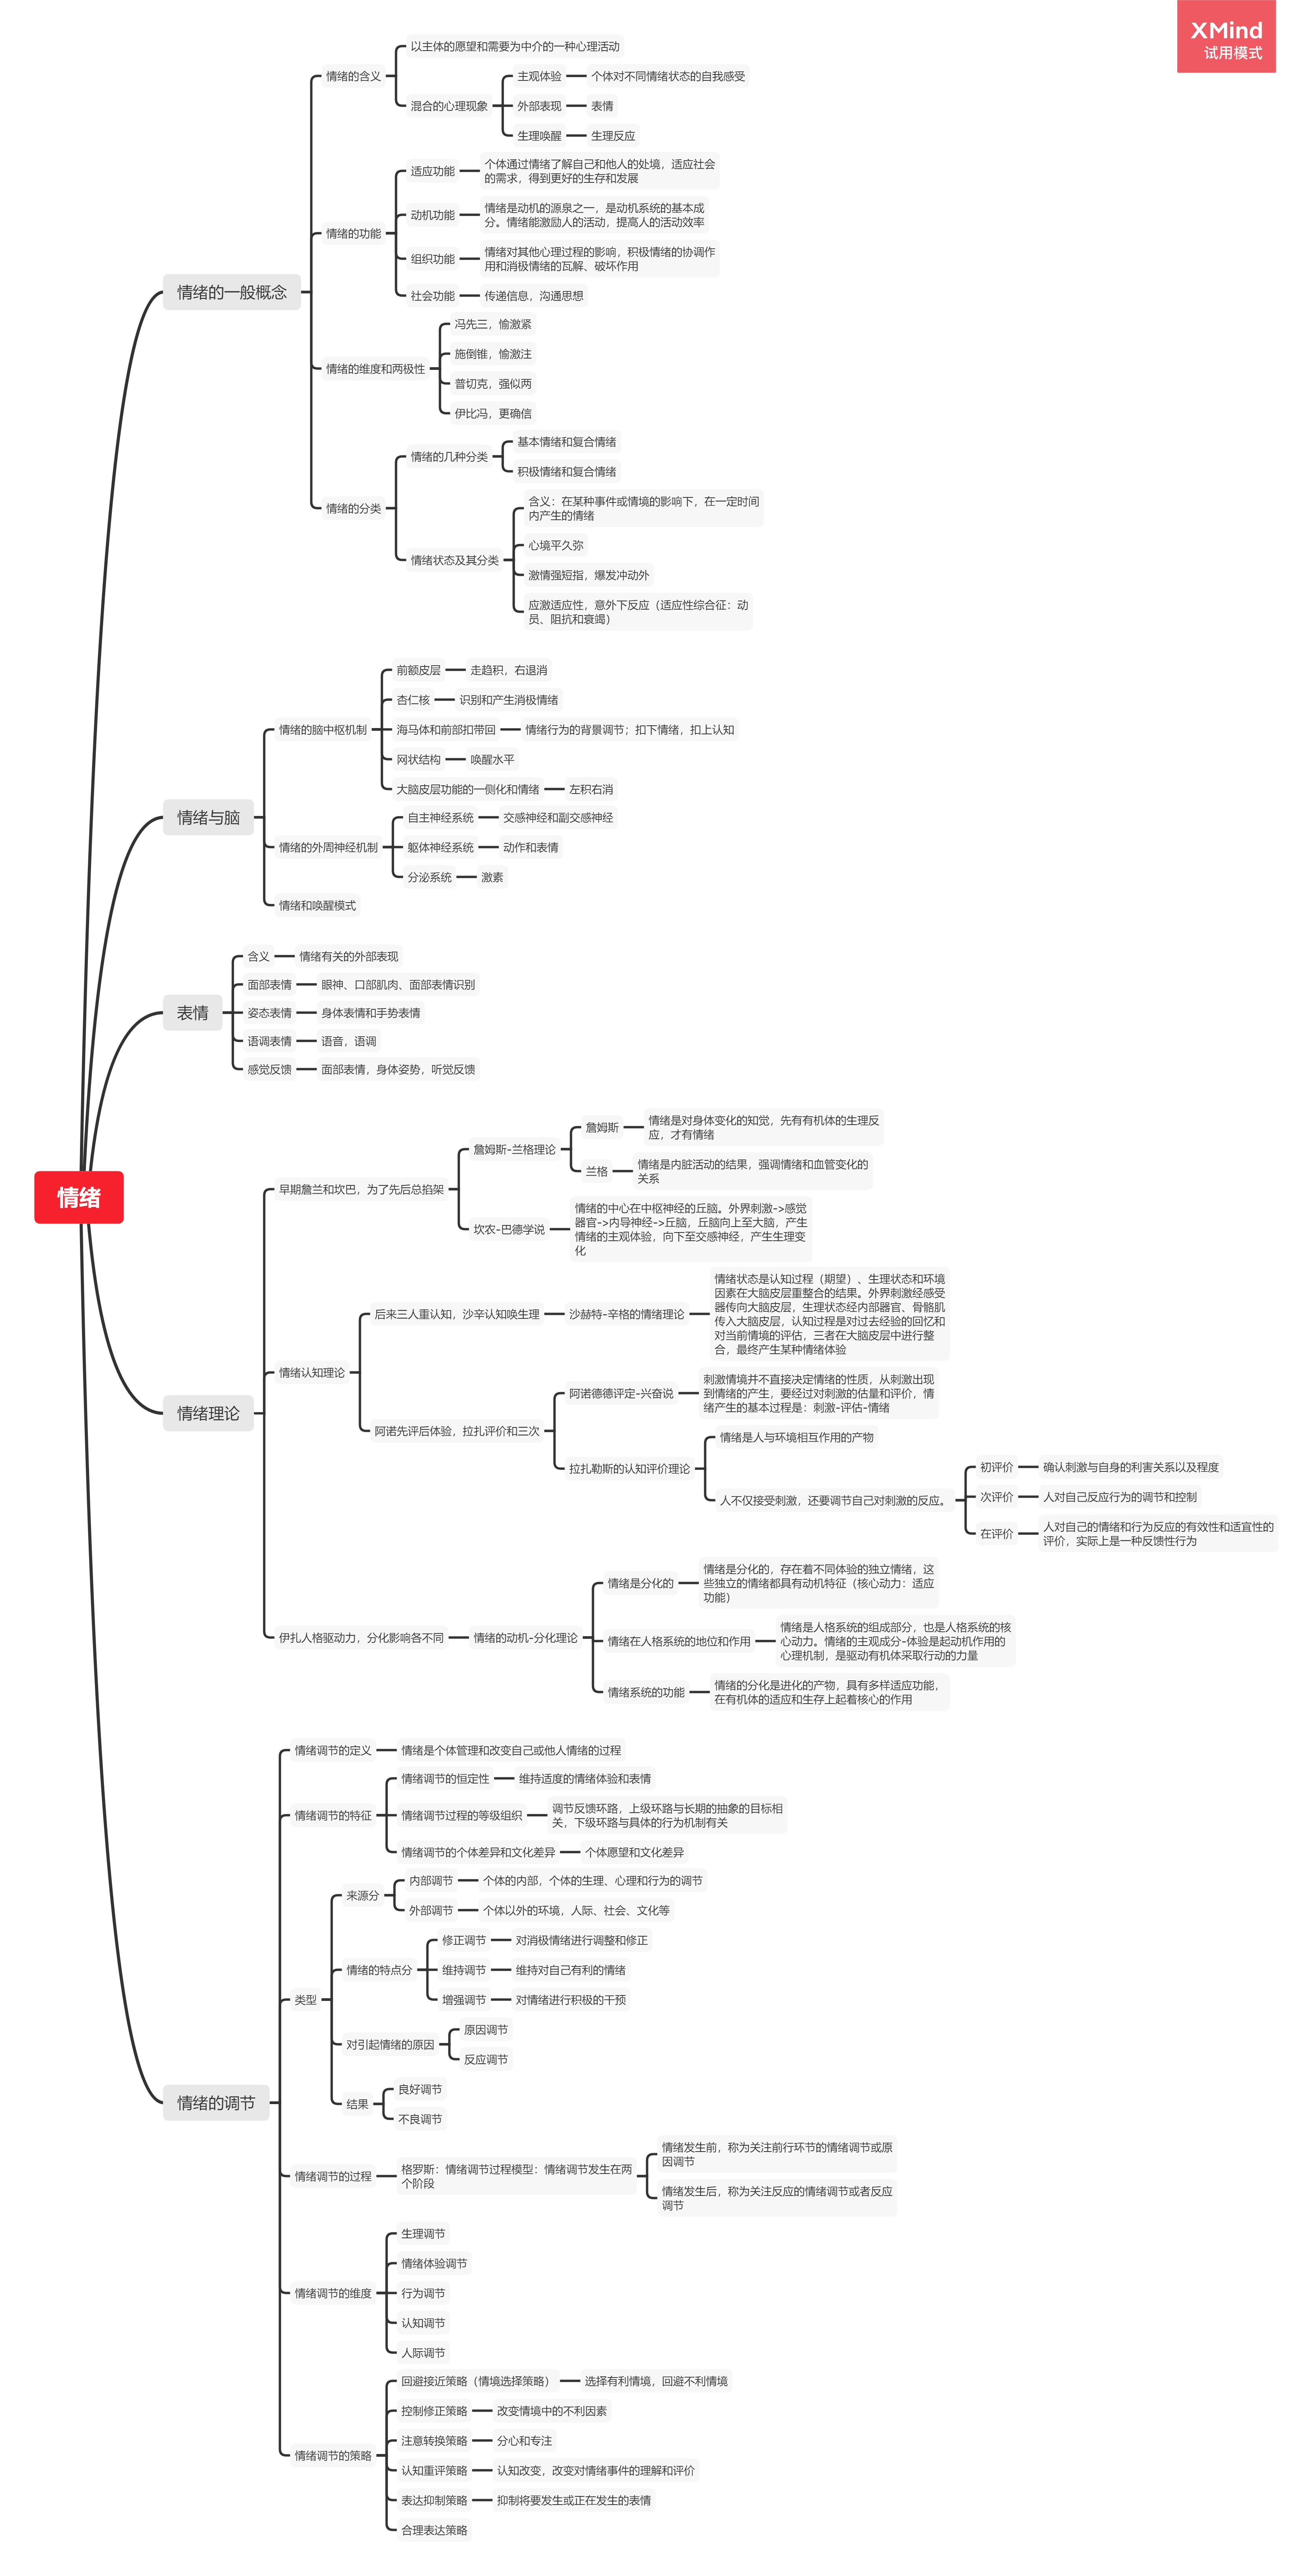 XMind
试用模式
情绪
情绪的一般概念
情绪的含义
以主体的愿望和需要为中介的一种心理活动
混合的心理现象
主观体验
个体对不同情绪状态的自我感受
外部表现
表情
生理唤醒
生理反应
情绪的功能
适应功能
个体通过情绪了解自己和他人的处境，适应社会
的需求，得到更好的生存和发展
动机功能
情绪是动机的源泉之一，是动机系统的基本成
分。情绪能激励人的活动，提高人的活动效率
组织功能
情绪对其他心理过程的影响，积极情绪的协调作
用和消极情绪的瓦解、破坏作用
社会功能
传递信息，沟通思想
情绪的维度和两极性
冯先三，愉激紧
施倒锥，愉激注
普切克，强似两
伊比冯，更确信
情绪的分类
情绪的几种分类
基本情绪和复合情绪
积极情绪和复合情绪
情绪状态及其分类
含义：在某种事件或情境的影响下，在一定时间
内产生的情绪
心境平久弥
激情强短指，爆发冲动外
应激适应性，意外下反应（适应性综合征：动
员、阻抗和衰竭）
情绪与脑
情绪的脑中枢机制
前额皮层
走趋积，右退消
杏仁核
识别和产生消极情绪
海马体和前部扣带回
情绪行为的背景调节；扣下情绪，扣上认知
网状结构
唤醒水平
大脑皮层功能的一侧化和情绪
左积右消
情绪的外周神经机制
自主神经系统
交感神经和副交感神经
躯体神经系统
动作和表情
分泌系统
激素
情绪和唤醒模式
表情
含义
情绪有关的外部表现
面部表情
眼神、口部肌肉、面部表情识别
姿态表情
身体表情和手势表情
语调表情
语音，语调
感觉反馈
面部表情，身体姿势，听觉反馈
情绪理论
早期詹兰和坎巴，为了先后总掐架
詹姆斯-兰格理论
詹姆斯
情绪是对身体变化的知觉，先有有机体的生理反
应，才有情绪
兰格
情绪是内脏活动的结果，强调情绪和血管变化的
关系
坎农-巴德学说
情绪的中心在中枢神经的丘脑。外界刺激->感觉
器官->内导神经->丘脑，丘脑向上至大脑，产生
情绪的主观体验，向下至交感神经，产生生理变
化
情绪认知理论
后来三人重认知，沙辛认知唤生理
沙赫特-辛格的情绪理论
情绪状态是认知过程（期望）、生理状态和环境
因素在大脑皮层重整合的结果。外界刺激经感受
器传向大脑皮层，生理状态经内部器官、骨骼肌
传入大脑皮层，认知过程是对过去经验的回忆和
对当前情境的评估，三者在大脑皮层中进行整
合，最终产生某种情绪体验
阿诺先评后体验，拉扎评价和三次
阿诺德德评定-兴奋说
刺激情境并不直接决定情绪的性质，从刺激出现
到情绪的产生，要经过对刺激的估量和评价，情
绪产生的基本过程是：刺激-评估-情绪
拉扎勒斯的认知评价理论
情绪是人与环境相互作用的产物
人不仅接受刺激，还要调节自己对刺激的反应。
初评价
确认刺激与自身的利害关系以及程度
次评价
人对自己反应行为的调节和控制
在评价
人对自己的情绪和行为反应的有效性和适宜性的
评价，实际上是一种反馈性行为
伊扎人格驱动力，分化影响各不同
情绪的动机-分化理论
情绪是分化的
情绪是分化的，存在着不同体验的独立情绪，这
些独立的情绪都具有动机特征（核心动力：适应
功能）
情绪在人格系统的地位和作用
情绪是人格系统的组成部分，也是人格系统的核
心动力。情绪的主观成分-体验是起动机作用的
心理机制，是驱动有机体采取行动的力量
情绪系统的功能
情绪的分化是进化的产物，具有多样适应功能，
在有机体的适应和生存上起着核心的作用
情绪的调节
情绪调节的定义
情绪是个体管理和改变自己或他人情绪的过程
情绪调节的特征
情绪调节的恒定性
维持适度的情绪体验和表情
情绪调节过程的等级组织
调节反馈环路，上级环路与长期的抽象的目标相
关，下级环路与具体的行为机制有关
情绪调节的个体差异和文化差异
个体愿望和文化差异
类型
来源分
内部调节
个体的内部，个体的生理、心理和行为的调节
外部调节
个体以外的环境，人际、社会、文化等
情绪的特点分
修正调节
对消极情绪进行调整和修正
维持调节
维持对自己有利的情绪
增强调节
对情绪进行积极的干预
对引起情绪的原因
原因调节
反应调节
结果
良好调节
不良调节
情绪调节的过程
格罗斯：情绪调节过程模型：情绪调节发生在两
个阶段
情绪发生前，称为关注前行环节的情绪调节或原
因调节
情绪发生后，称为关注反应的情绪调节或者反应
调节
情绪调节的维度
生理调节
情绪体验调节
行为调节
认知调节
人际调节
情绪调节的策略
回避接近策略（情境选择策略）
选择有利情境，回避不利情境
控制修正策略
改变情境中的不利因素
注意转换策略
分心和专注
认知重评策略
认知改变，改变对情绪事件的理解和评价
表达抑制策略
抑制将要发生或正在发生的表情
合理表达策略